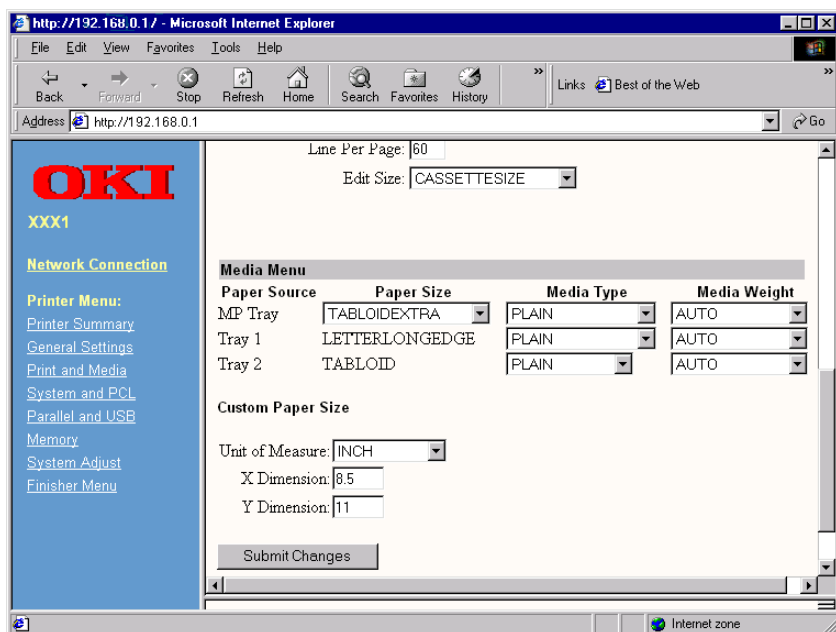 http://192.168.0.1/ - Microsoft Internet Explorer
File Edit View Favorites Tools Help
Back Forward Stop Refresh Home Search Favorites History » Links Best of the Web »
Address http://192.168.0.1 Go
OKI
XXX1
Network Connection
Printer Menu:
Printer Summary
General Settings
Print and Media
System and PCL
Parallel and USB
Memory
System Adjust
Finisher Menu
Line Per Page: 60
Edit Size: CASSETTESIZE
Media Menu
Paper Source Paper Size Media Type Media Weight
MP Tray TABLOIDEXTRA PLAIN AUTO
Tray 1 LETTERLONGEDGE PLAIN AUTO
Tray 2 TABLOID PLAIN AUTO
Custom Paper Size
Unit of Measure: INCH
X Dimension: 8.5
Y Dimension: 11
Submit Changes
Internet zone